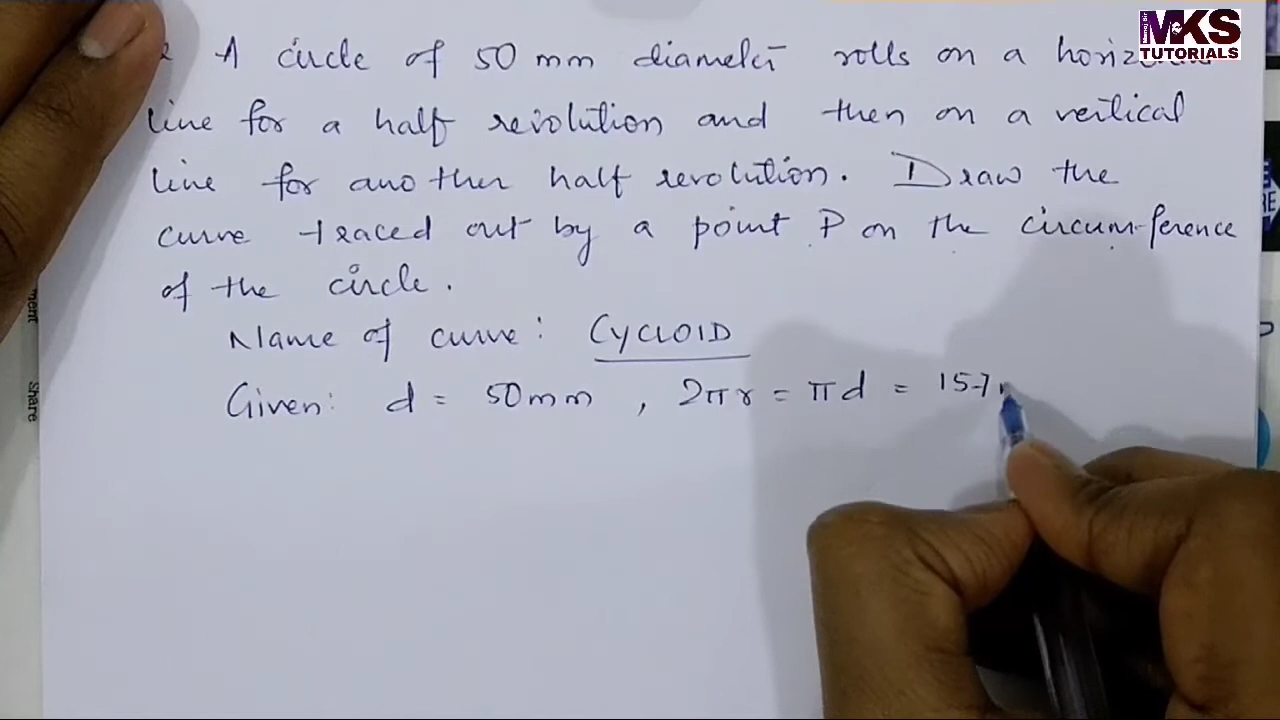 MKS
TUTORIALS
A circle of 50 mm diameter rolls on a
line for a half revolution and then on a vertical
line for another half revolution. Draw the
curve traced out by a point P on the circumference
of the circle.
Name of curve: CYCLOID
Given: d = 50mm, 2πr = πd = 157
Share